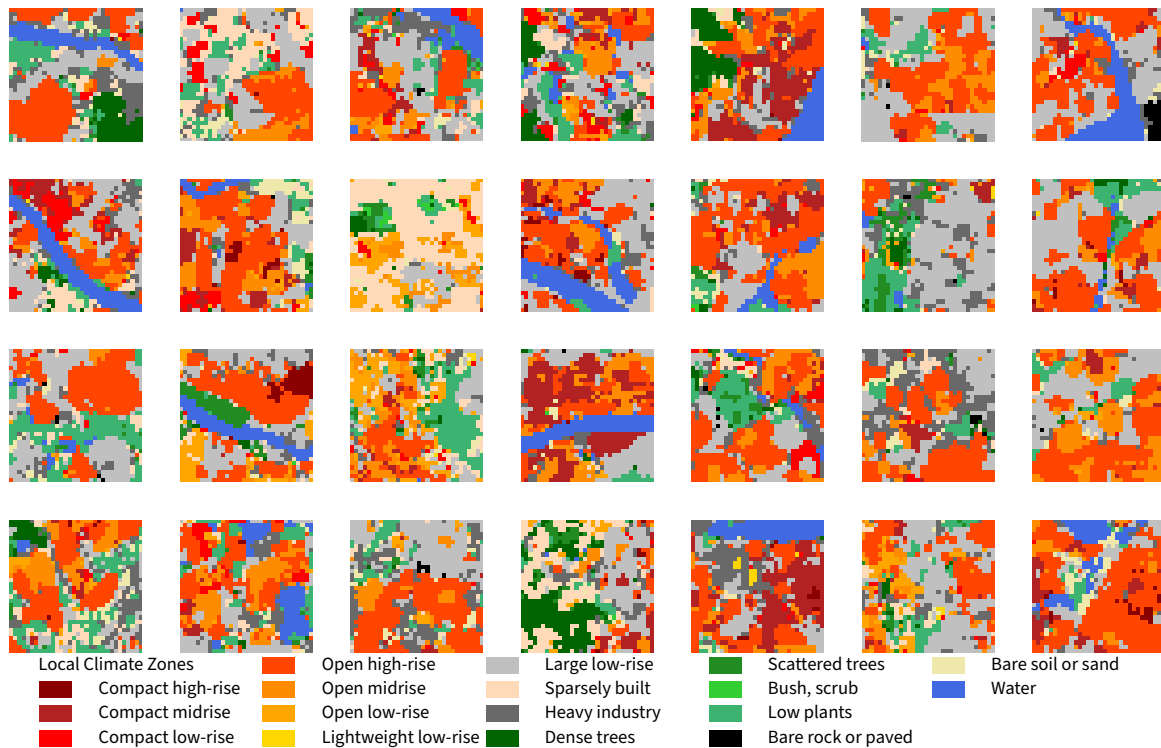 Local Climate Zones
Compact high-rise
Compact midrise
Compact low-rise
Open high-rise
Open midrise
Open low-rise
Lightweight low-rise
Large low-rise
Sparsely built
Heavy industry
Dense trees
Scattered trees
Bush, scrub
Low plants
Bare rock or paved
Bare soil or sand
Water